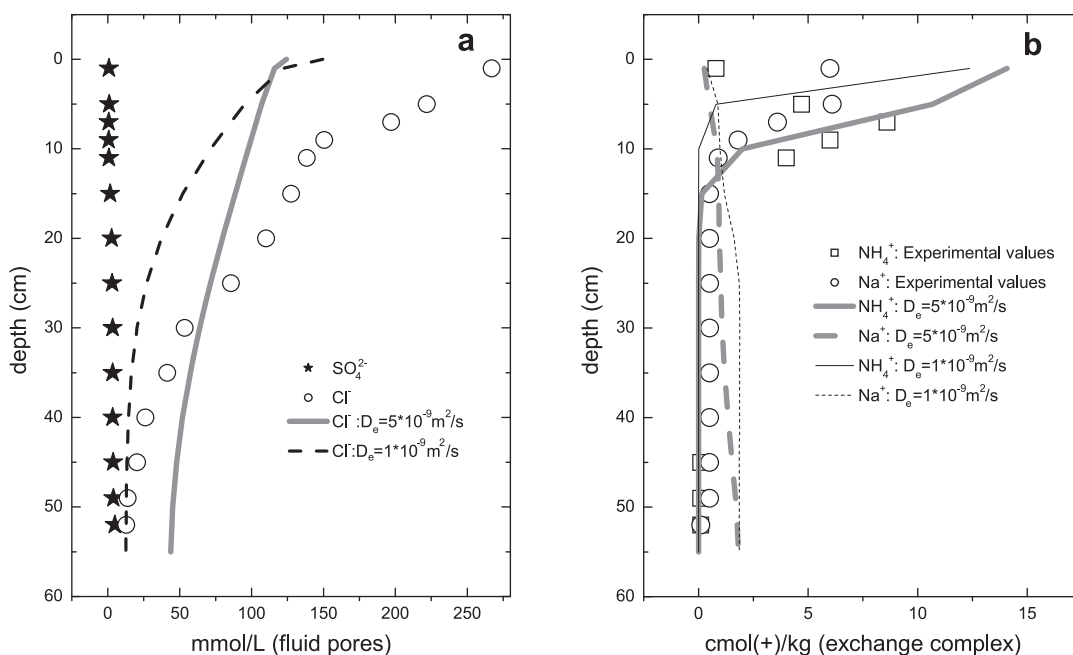 a
0
10
20
30
40
50
60
depth (cm)
0 50 100 150 200 250
mmol/L (fluid pores)
SO₄²⁻
Cl⁻
Cl⁻:Dₑ=5*10⁻⁹m²/s
Cl⁻:Dₑ=1*10⁻⁹m²/s
b
0
10
20
30
40
50
60
depth (cm)
0 5 10 15
cmol(+)/kg (exchange complex)
NH₄⁺: Experimental values
Na⁺: Experimental values
NH₄⁺: Dₑ=5*10⁻⁹m²/s
Na⁺: Dₑ=5*10⁻⁹m²/s
NH₄⁺: Dₑ=1*10⁻⁹m²/s
Na⁺: Dₑ=1*10⁻⁹m²/s